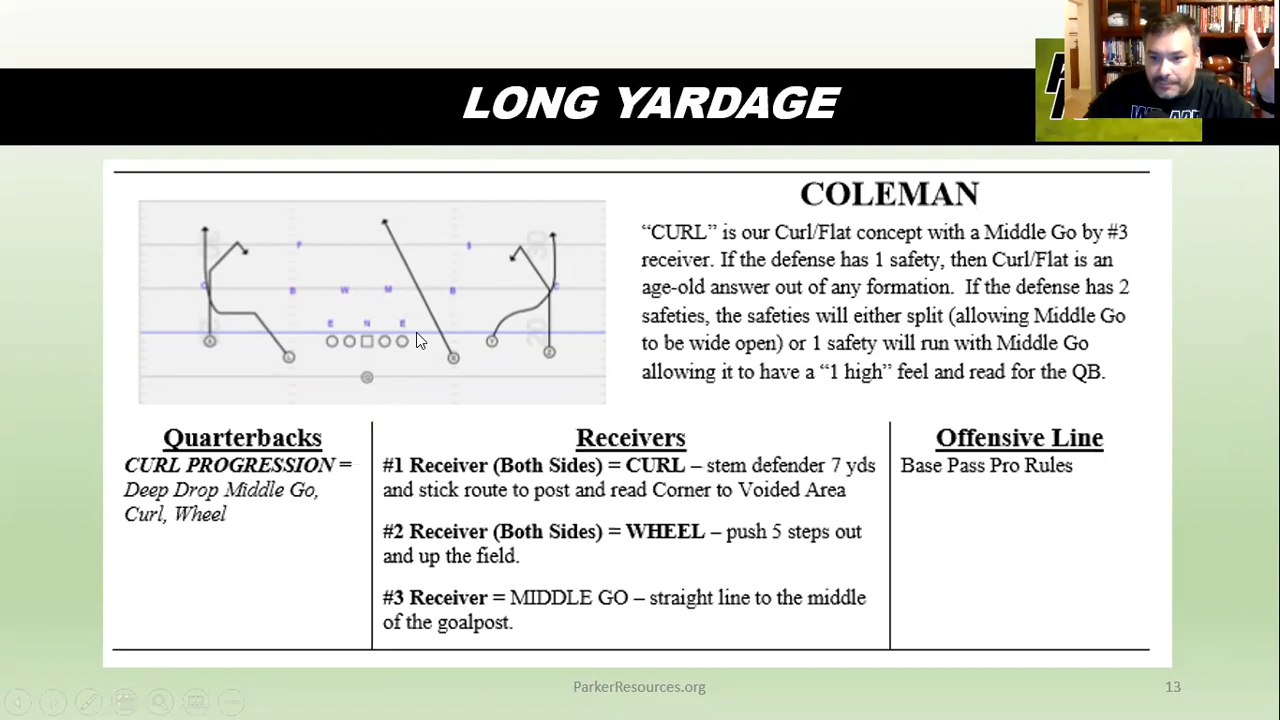 LONG YARDAGE
COLEMAN
“CURL” is our Curl/Flat concept with a Middle Go by #3
receiver. If the defense has 1 safety, then Curl/Flat is an
age-old answer out of any formation. If the defense has 2
safeties, the safeties will either split (allowing Middle Go
to be wide open) or 1 safety will run with Middle Go
allowing it to have a “1 high” feel and read for the QB.
F
C B W M B C
E N E
Quarterbacks
CURL PROGRESSION =
Deep Drop Middle Go,
Curl, Wheel
Receivers
#1 Receiver (Both Sides) = CURL – stem defender 7 yds
and stick route to post and read Corner to Voided Area
#2 Receiver (Both Sides) = WHEEL – push 5 steps out
and up the field.
#3 Receiver = MIDDLE GO – straight line to the middle
of the goalpost.
Offensive Line
Base Pass Pro Rules
ParkerResources.org
13